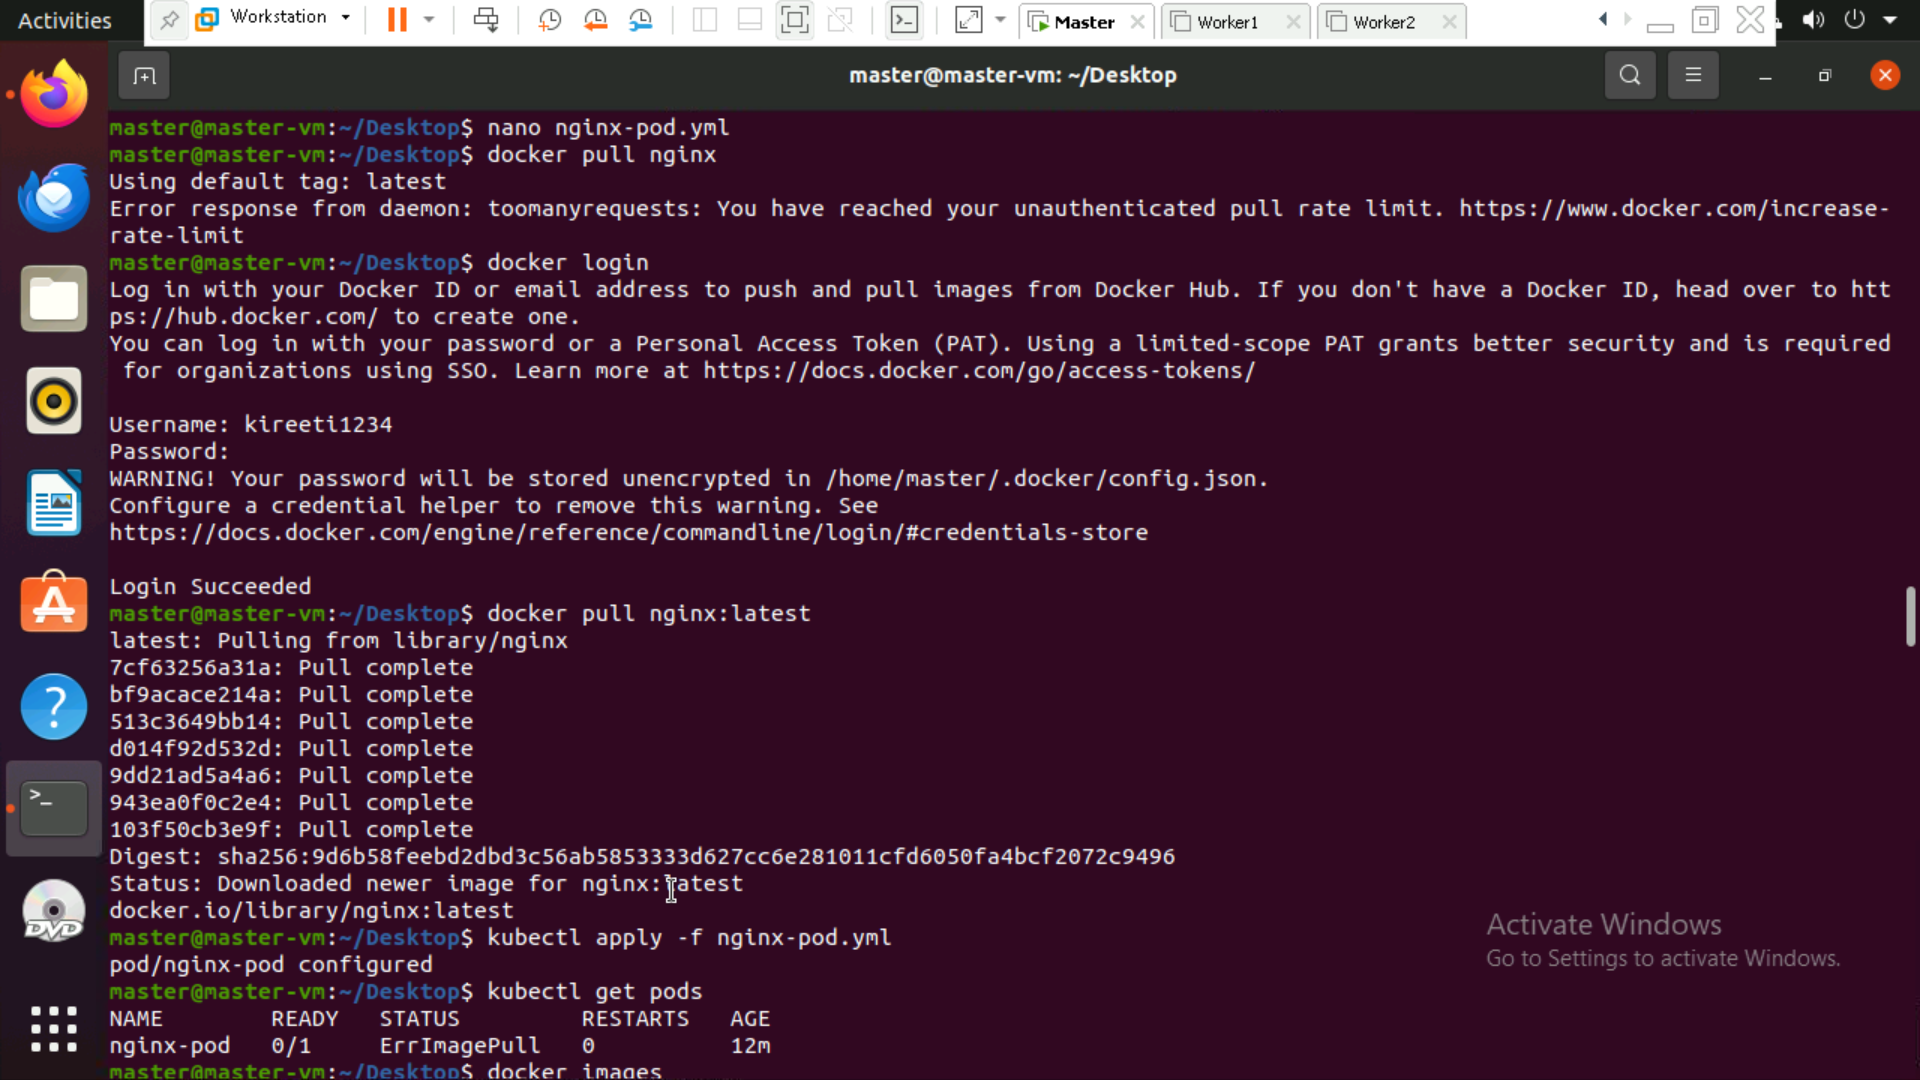 Activities
Workstation
Master
Worker1
Worker2
master@master-vm: ~/Desktop
master@master-vm:~/Desktop$ nano nginx-pod.yml
master@master-vm:~/Desktop$ docker pull nginx
Using default tag: latest
Error response from daemon: toomanyrequests: You have reached your unauthenticated pull rate limit. https://www.docker.com/increase-
rate-limit
master@master-vm:~/Desktop$ docker login
Log in with your Docker ID or email address to push and pull images from Docker Hub. If you don't have a Docker ID, head over to htt
ps://hub.docker.com/ to create one.
You can log in with your password or a Personal Access Token (PAT). Using a limited-scope PAT grants better security and is required
 for organizations using SSO. Learn more at https://docs.docker.com/go/access-tokens/
Username: kireeti1234
Password:
WARNING! Your password will be stored unencrypted in /home/master/.docker/config.json.
Configure a credential helper to remove this warning. See
https://docs.docker.com/engine/reference/commandline/login/#credentials-store
Login Succeeded
master@master-vm:~/Desktop$ docker pull nginx:latest
latest: Pulling from library/nginx
7cf63256a31a: Pull complete
bf9acace214a: Pull complete
513c3649bb14: Pull complete
d014f92d532d: Pull complete
9dd21ad5a4a6: Pull complete
943ea0f0c2e4: Pull complete
103f50cb3e9f: Pull complete
Digest: sha256:9d6b58feebd2dbd3c56ab5853333d627cc6e281011cfd6050fa4bcf2072c9496
Status: Downloaded newer image for nginx:latest
docker.io/library/nginx:latest
master@master-vm:~/Desktop$ kubectl apply -f nginx-pod.yml
pod/nginx-pod configured
master@master-vm:~/Desktop$ kubectl get pods
NAME READY STATUS RESTARTS AGE
nginx-pod 0/1 ErrImagePull 0 12m
master@master-vm:~/Desktop$ docker images
DVD
Activate Windows
Go to Settings to activate Windows.